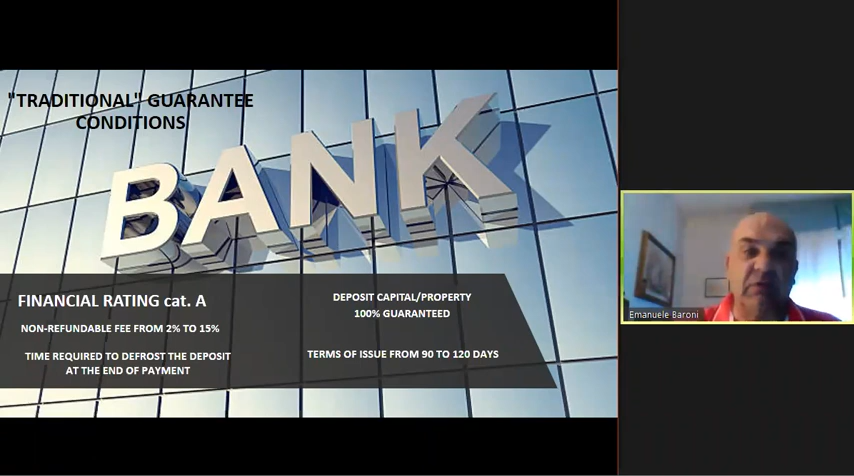 "TRADITIONAL" GUARANTEE
CONDITIONS
BANK
FINANCIAL RATING cat. A
NON-REFUNDABLE FEE FROM 2% TO 15%
TIME REQUIRED TO DEFROST THE DEPOSIT
AT THE END OF PAYMENT
DEPOSIT CAPITAL/PROPERTY
100% GUARANTEED
TERMS OF ISSUE FROM 90 TO 120 DAYS
Emanuele Baroni